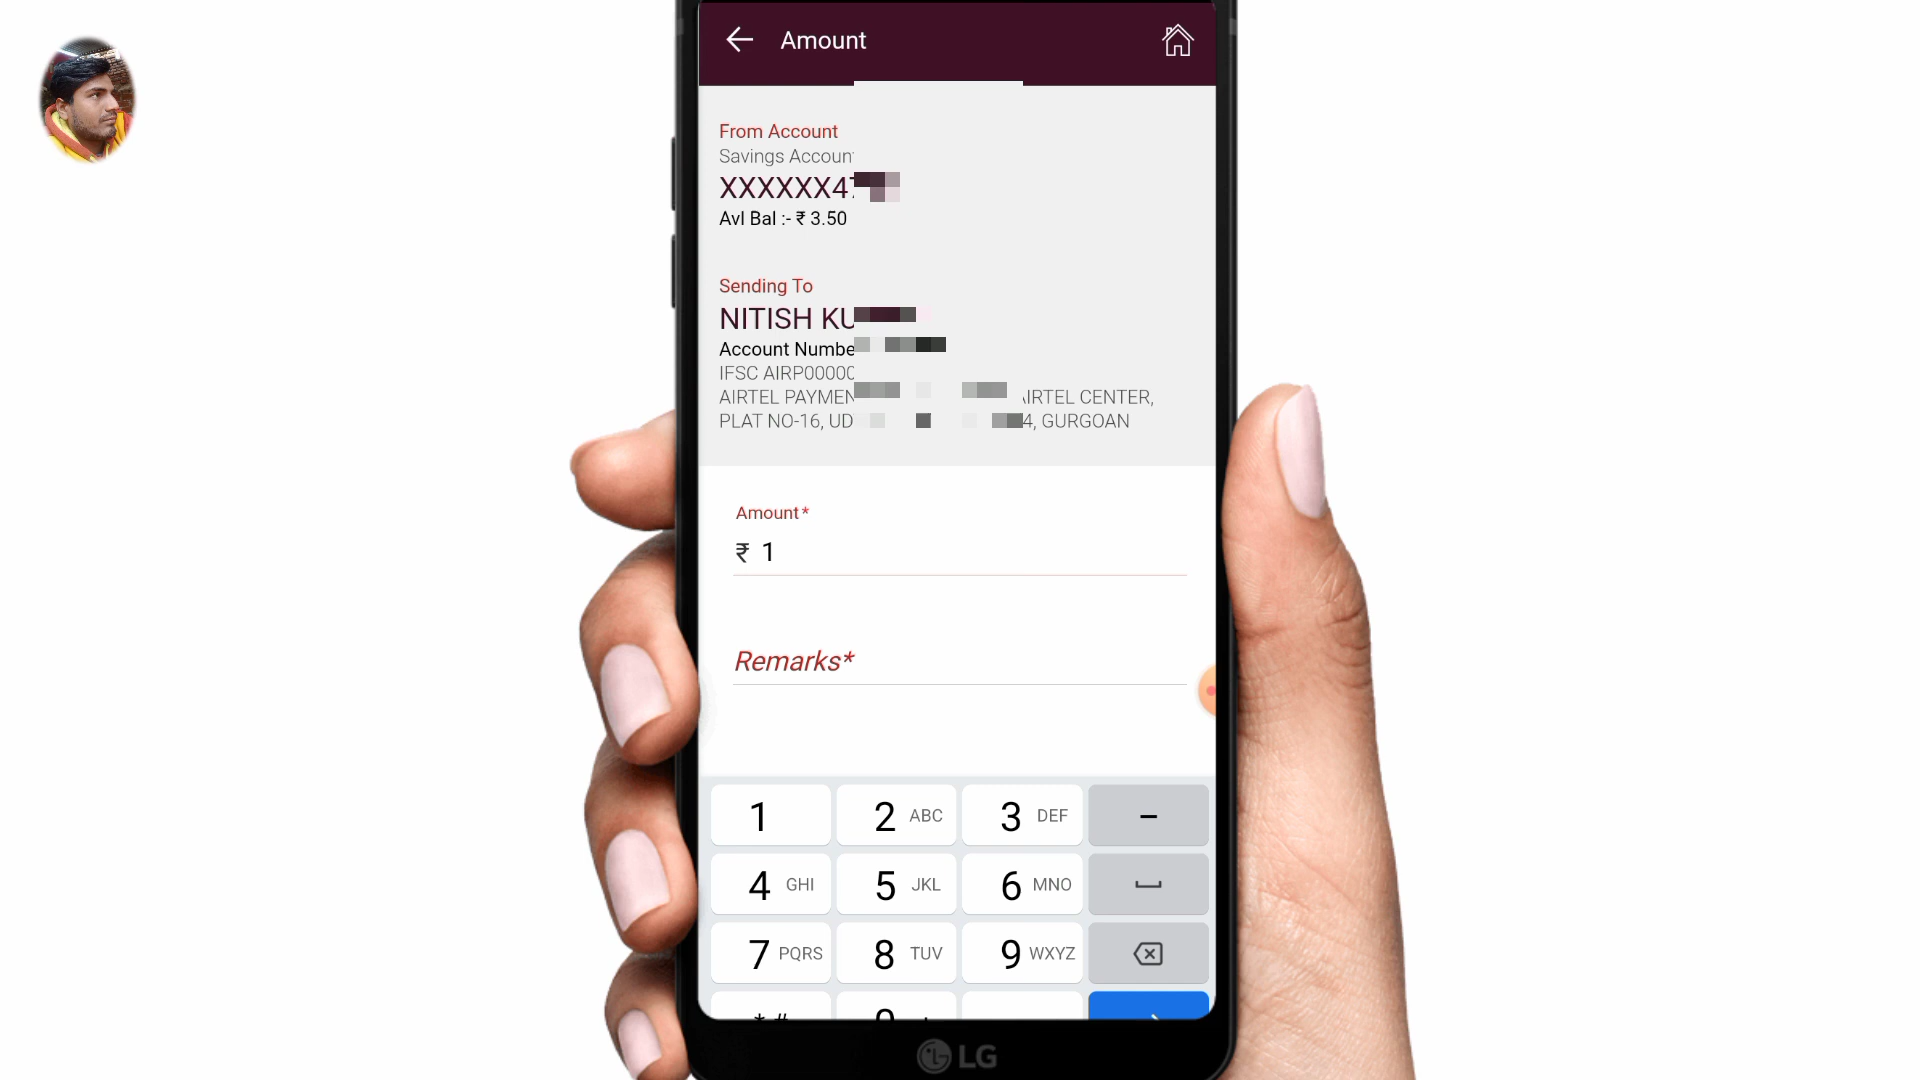 Amount
From Account
Savings Account
XXXXXX47
Avl Bal :- ₹ 3.50
Sending To
NITISH KU
Account Numbe
IFSC AIRP00000
AIRTEL PAYMEN AIRTEL CENTER,
PLAT NO-16, UD 4, GURGOAN
Amount*
₹ 1
Remarks*
1 2 ABC 3 DEF -
4 GHI 5 JKL 6 MNO
7 PQRS 8 TUV 9 WXYZ
* # 0 +
LG